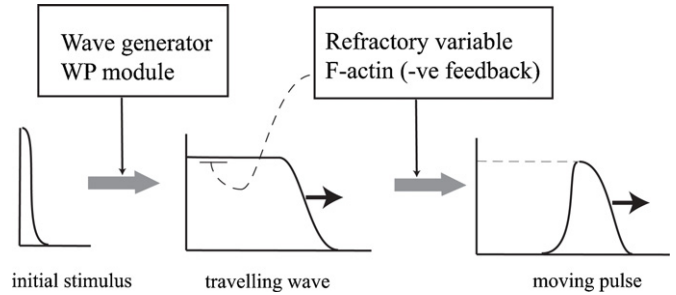 Wave generator
WP module
Refractory variable
F-actin (-ve feedback)
initial stimulus
travelling wave
moving pulse